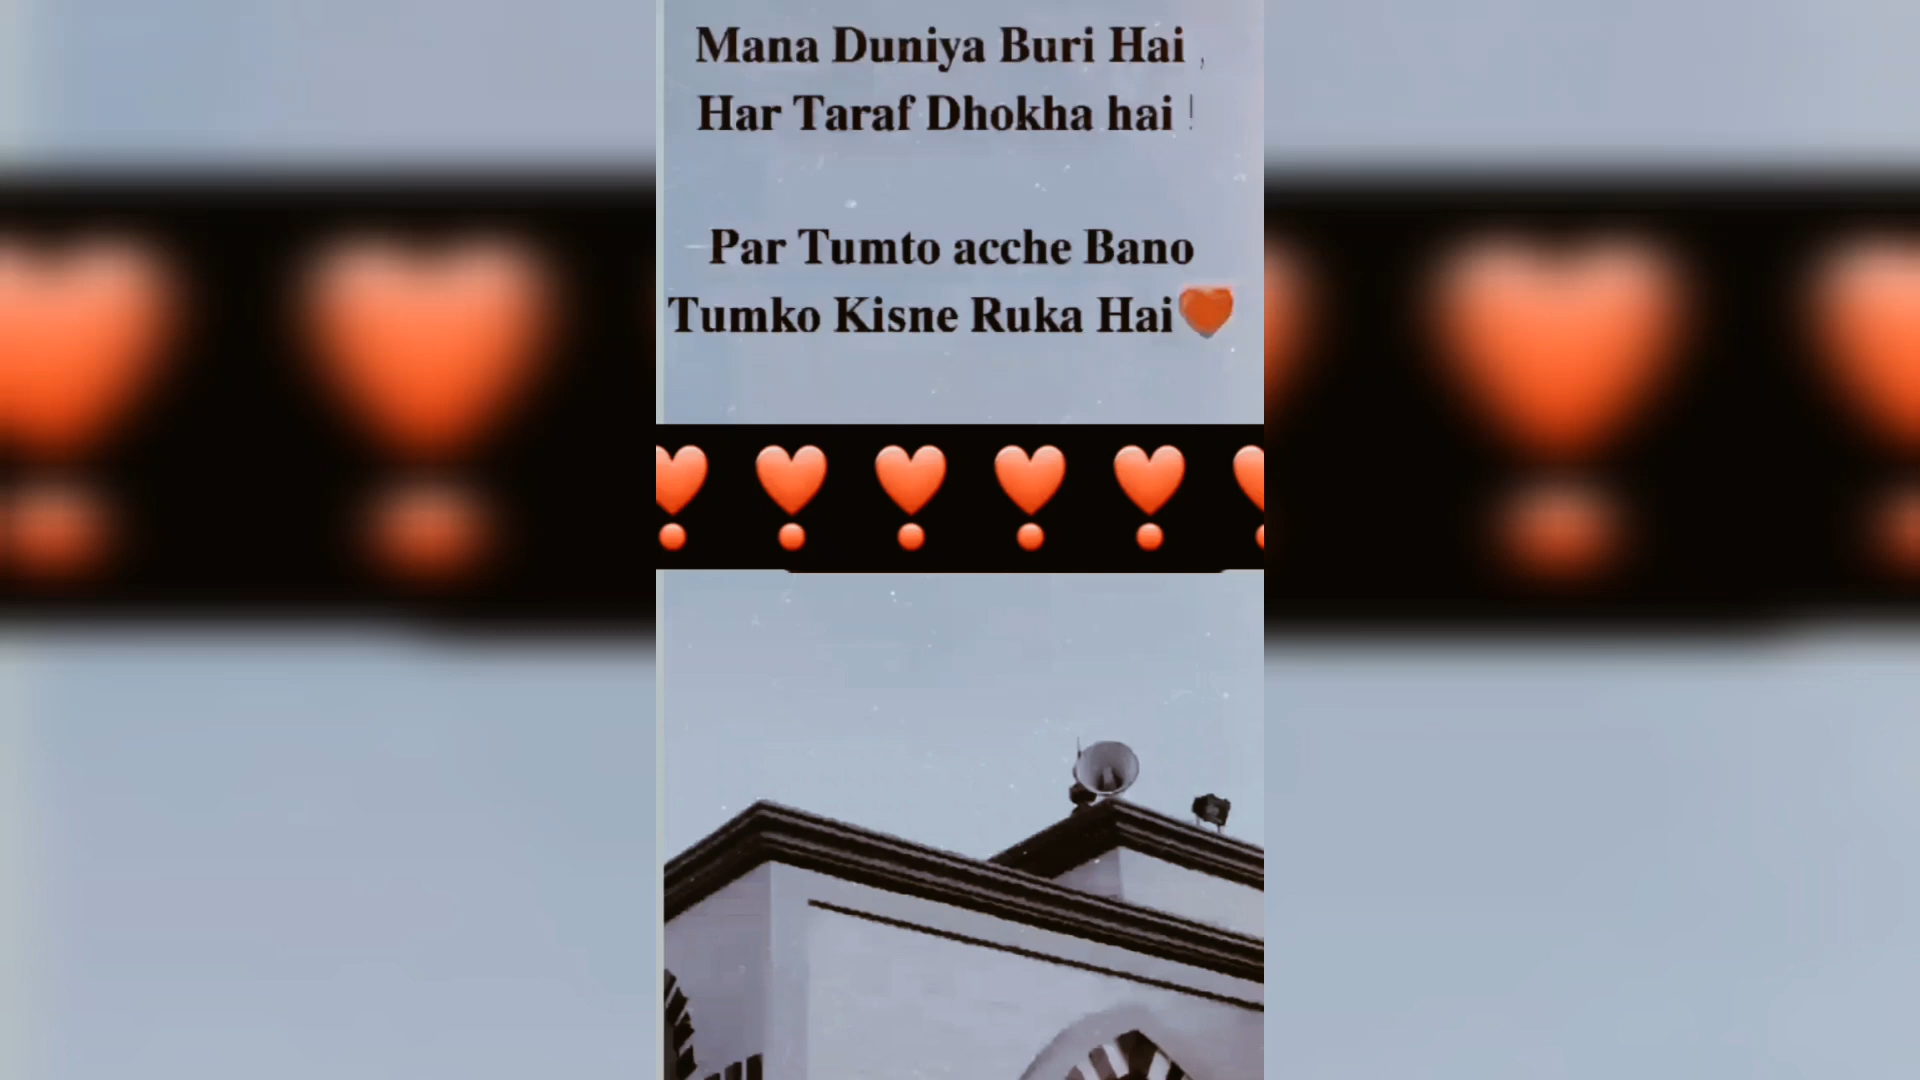 Mana Duniya Buri Hai ,
Har Taraf Dhokha hai !
Par Tumto acche Bano
Tumko Kisne Ruka Hai❤